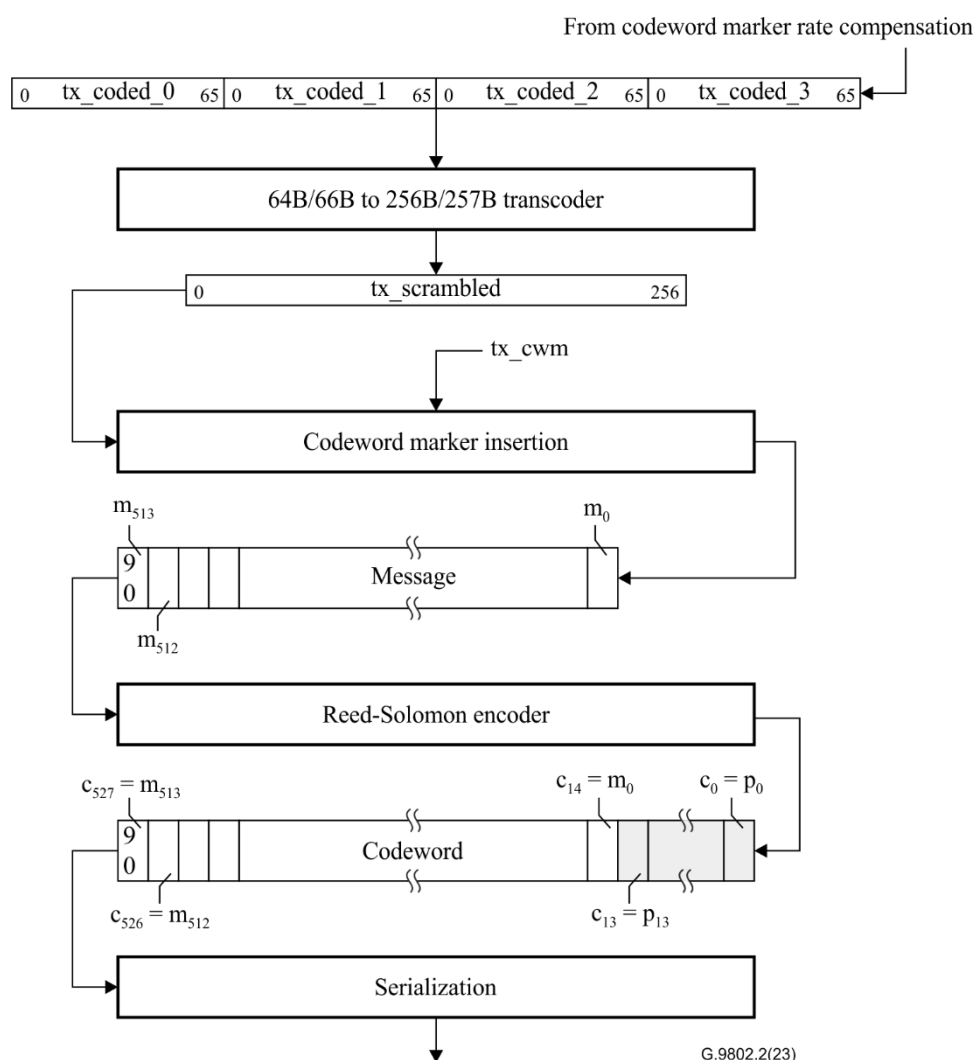 From codeword marker rate compensation
0 tx_coded_0 65 0 tx_coded_1 65 0 tx_coded_2 65 0 tx_coded_3 65
64B/66B to 256B/257B transcoder
0 tx_scrambled 256
tx_cwm
Codeword marker insertion
m₅₁₃ m₀
9
Message
0
m₅₁₂
Reed-Solomon encoder
c₅₂₇ = m₅₁₃ c₁₄ = m₀ c₀ = p₀
9
Codeword
0
c₅₂₆ = m₅₁₂ c₁₃ = p₁₃
Serialization
G.9802.2(23)